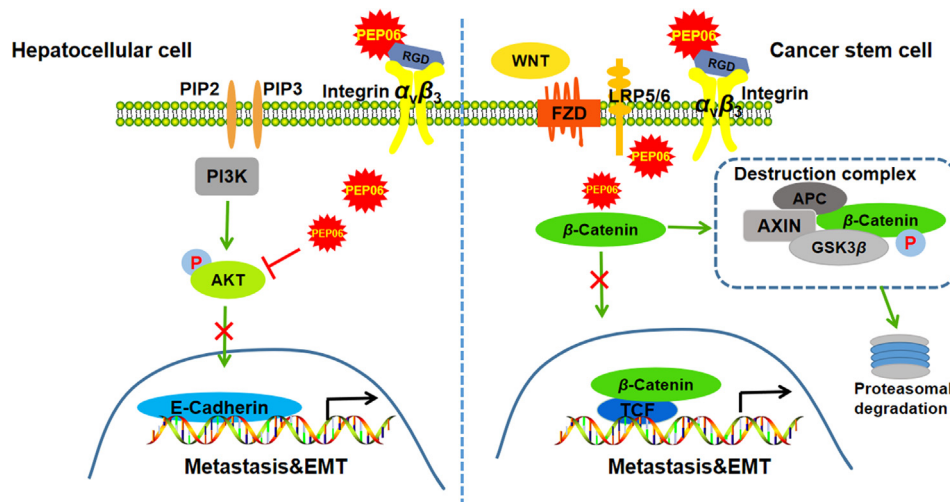 Hepatocellular cell
PEP06
RGD
PIP2
PIP3
Integrin αvβ3
PI3K
PEP06
PEP06
P
AKT
E-Cadherin
Metastasis&EMT
Cancer stem cell
PEP06
RGD
WNT
LRP5/6
Integrin
αvβ3
FZD
PEP06
PEP06
β-Catenin
Destruction complex
APC
AXIN
β-Catenin
P
GSK3β
Proteasomal
degradation
β-Catenin
TCF
Metastasis&EMT